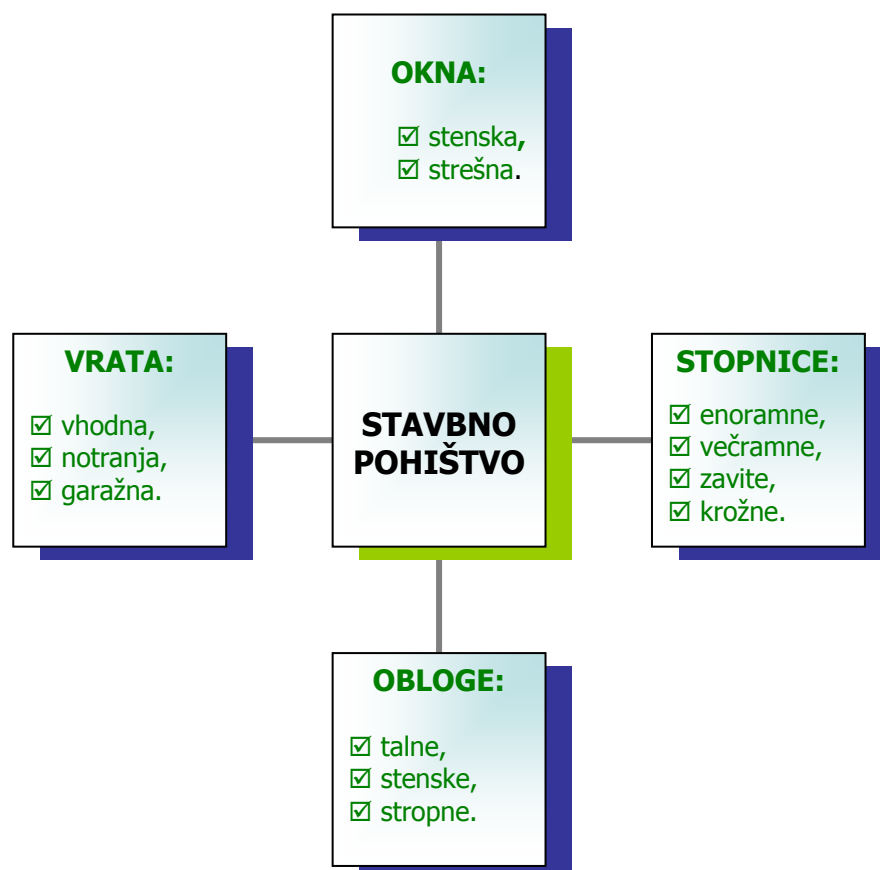 OKNA:
☑ stenska,
☑ strešna.
VRATA:
☑ vhodna,
☑ notranja,
☑ garažna.
STAVBNO
POHIŠTVO
STOPNICE:
☑ enoramne,
☑ večramne,
☑ zavite,
☑ krožne.
OBLOGE:
☑ talne,
☑ stenske,
☑ stropne.